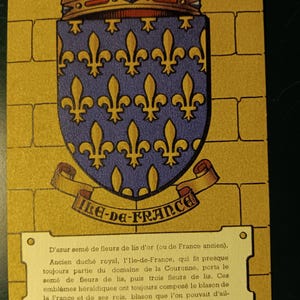 ILE-DE-FRANCE
D'azur semé de fleurs de lis d'or (ou de France ancien).
Ancien duché royal, l'Ile-de-France, qui fit presque
toujours partie du domaine de la Couronne, porta le
semé de fleurs de lis, puis trois fleurs de lis. Ces
emblèmes héraldiques ont toujours composé le blason de
la France et de ses rois, blason que l'on pouvait d'ail-